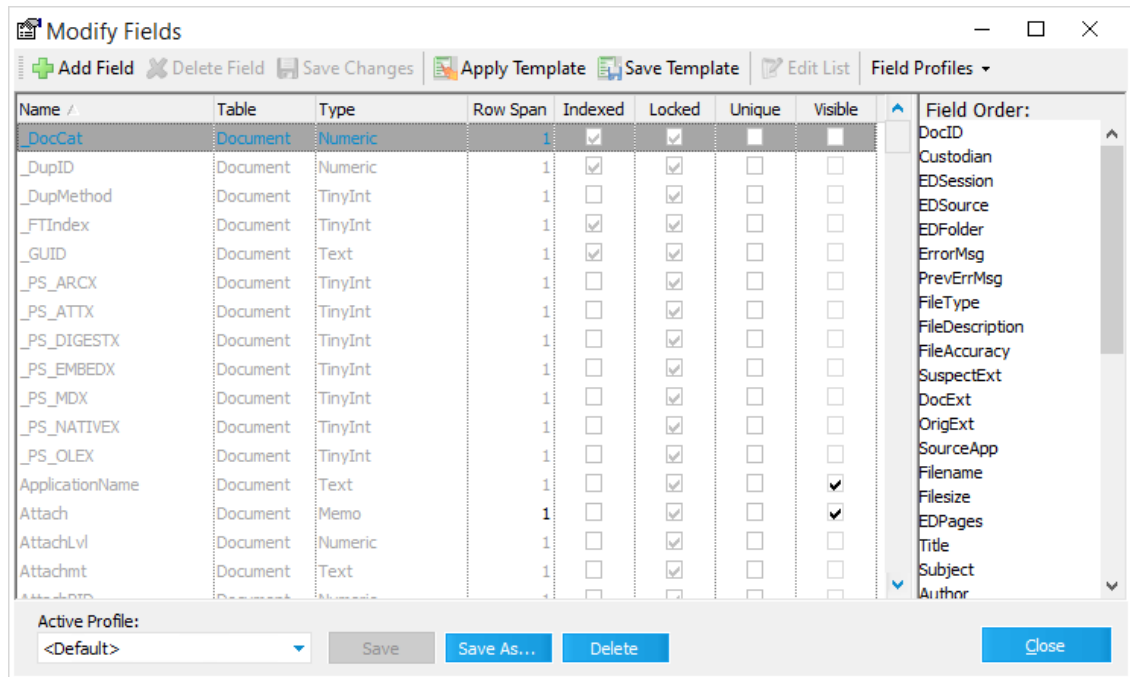 Modify Fields
Add Field Delete Field Save Changes Apply Template Save Template Edit List Field Profiles
Name Table Type Row Span Indexed Locked Unique Visible
_DocCat Document Numeric 1
_DupID Document Numeric 1
_DupMethod Document TinyInt 1
_FTIndex Document TinyInt 1
_GUID Document Text 1
_PS_ARCX Document TinyInt 1
_PS_ATTX Document TinyInt 1
_PS_DIGESTX Document TinyInt 1
_PS_EMBEDX Document TinyInt 1
_PS_MDX Document TinyInt 1
_PS_NATIVEX Document TinyInt 1
_PS_OLEX Document TinyInt 1
ApplicationName Document Text 1
Attach Document Memo 1
AttachLvl Document Numeric 1
Attachmt Document Text 1
Field Order:
DocID
Custodian
EDSession
EDSource
EDFolder
ErrorMsg
PrevErrMsg
FileType
FileDescription
FileAccuracy
SuspectExt
DocExt
OrigExt
SourceApp
Filename
Filesize
EDPages
Title
Subject
Author
Active Profile:
<Default> Save Save As... Delete Close